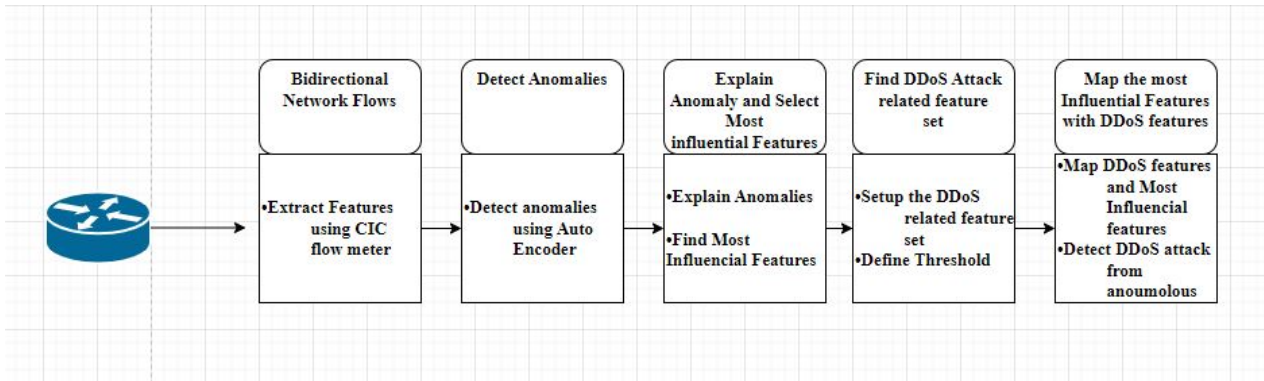 Bidirectional
Network Flows
•Extract Features
using CIC
flow meter
Detect Anomalies
•Detect anomalies
using Auto
Encoder
Explain
Anomaly and Select
Most
influential Features
•Explain Anomalies
•Find Most
Influencial Features
Find DDoS Attack
related feature
set
•Setup the DDoS
related feature
set
•Define Threshold
Map the most
Influential Features
with DDoS features
•Map DDoS features
and Most
Influencial
features
•Detect DDoS attack
from
anoumolous